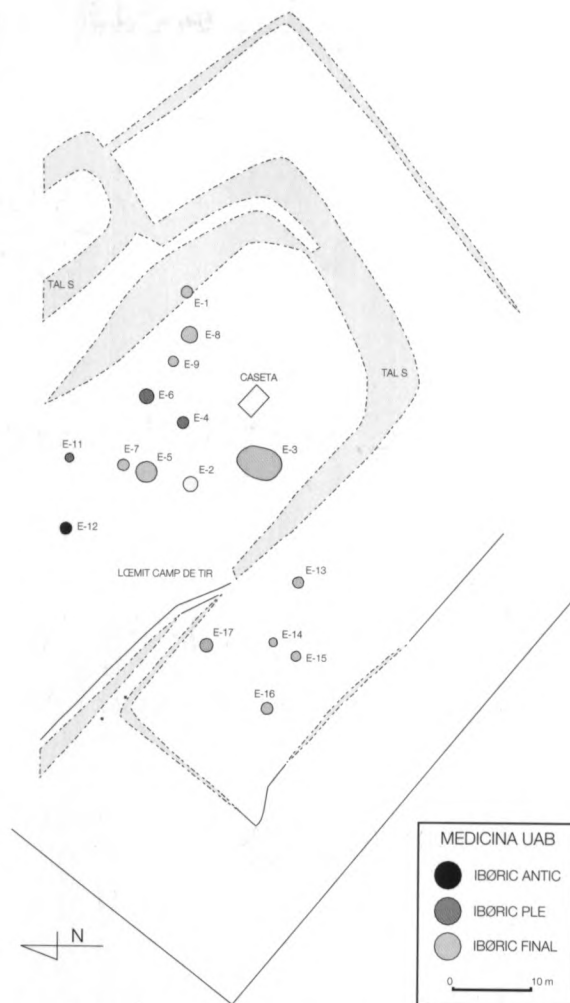 TAL S
E-1
E-8
E-9
CASETA
TAL S
E-6
E-4
E-11
E-7
E-5
E-2
E-3
E-12
LŒMIT CAMP DE TIR
E-13
E-17
E-14
E-15
E-16
N
MEDICINA UAB
IBØRIC ANTIC
IBØRIC PLE
IBØRIC FINAL
0 10 m